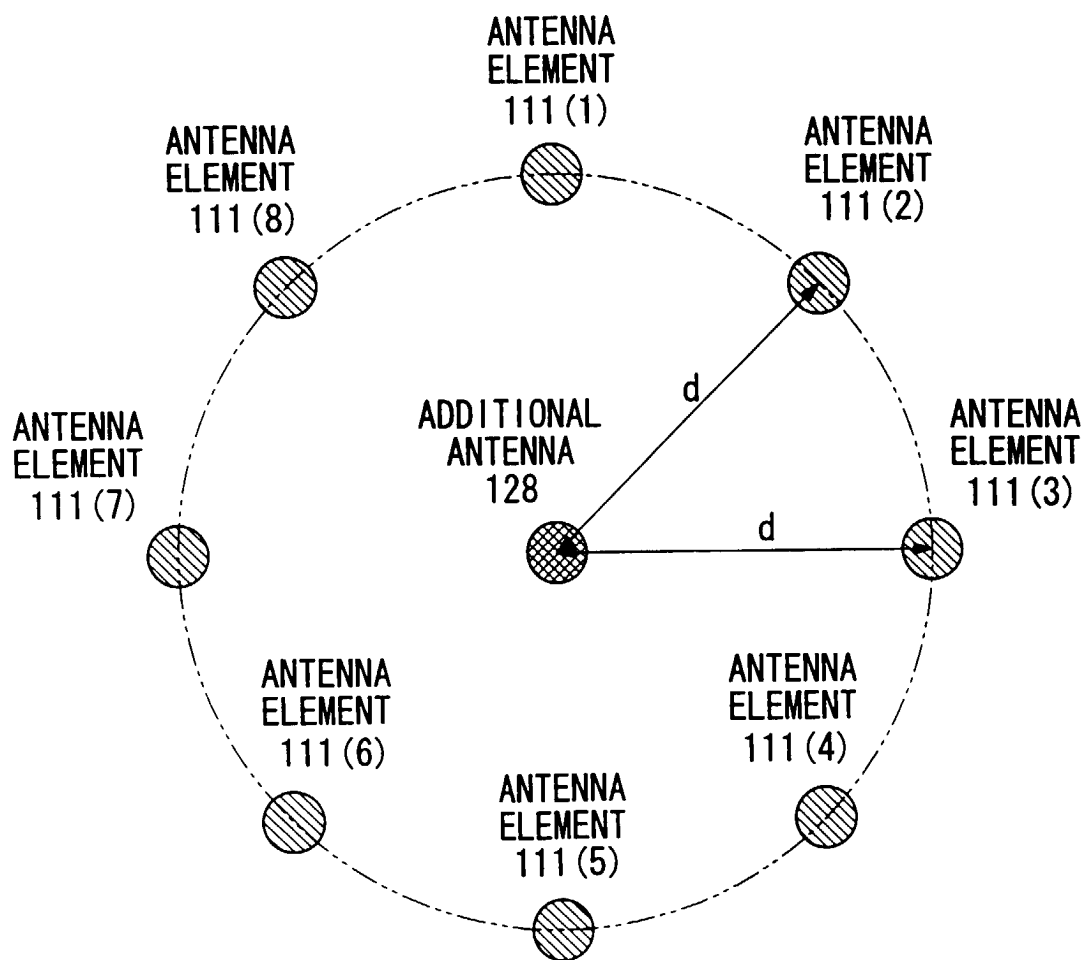 ANTENNA
ELEMENT
111(1)
ANTENNA
ELEMENT
111(2)
ANTENNA
ELEMENT
111(8)
d
ADDITIONAL
ANTENNA
128
ANTENNA
ELEMENT
111(3)
ANTENNA
ELEMENT
111(7)
d
ANTENNA
ELEMENT
111(4)
ANTENNA
ELEMENT
111(6)
ANTENNA
ELEMENT
111(5)